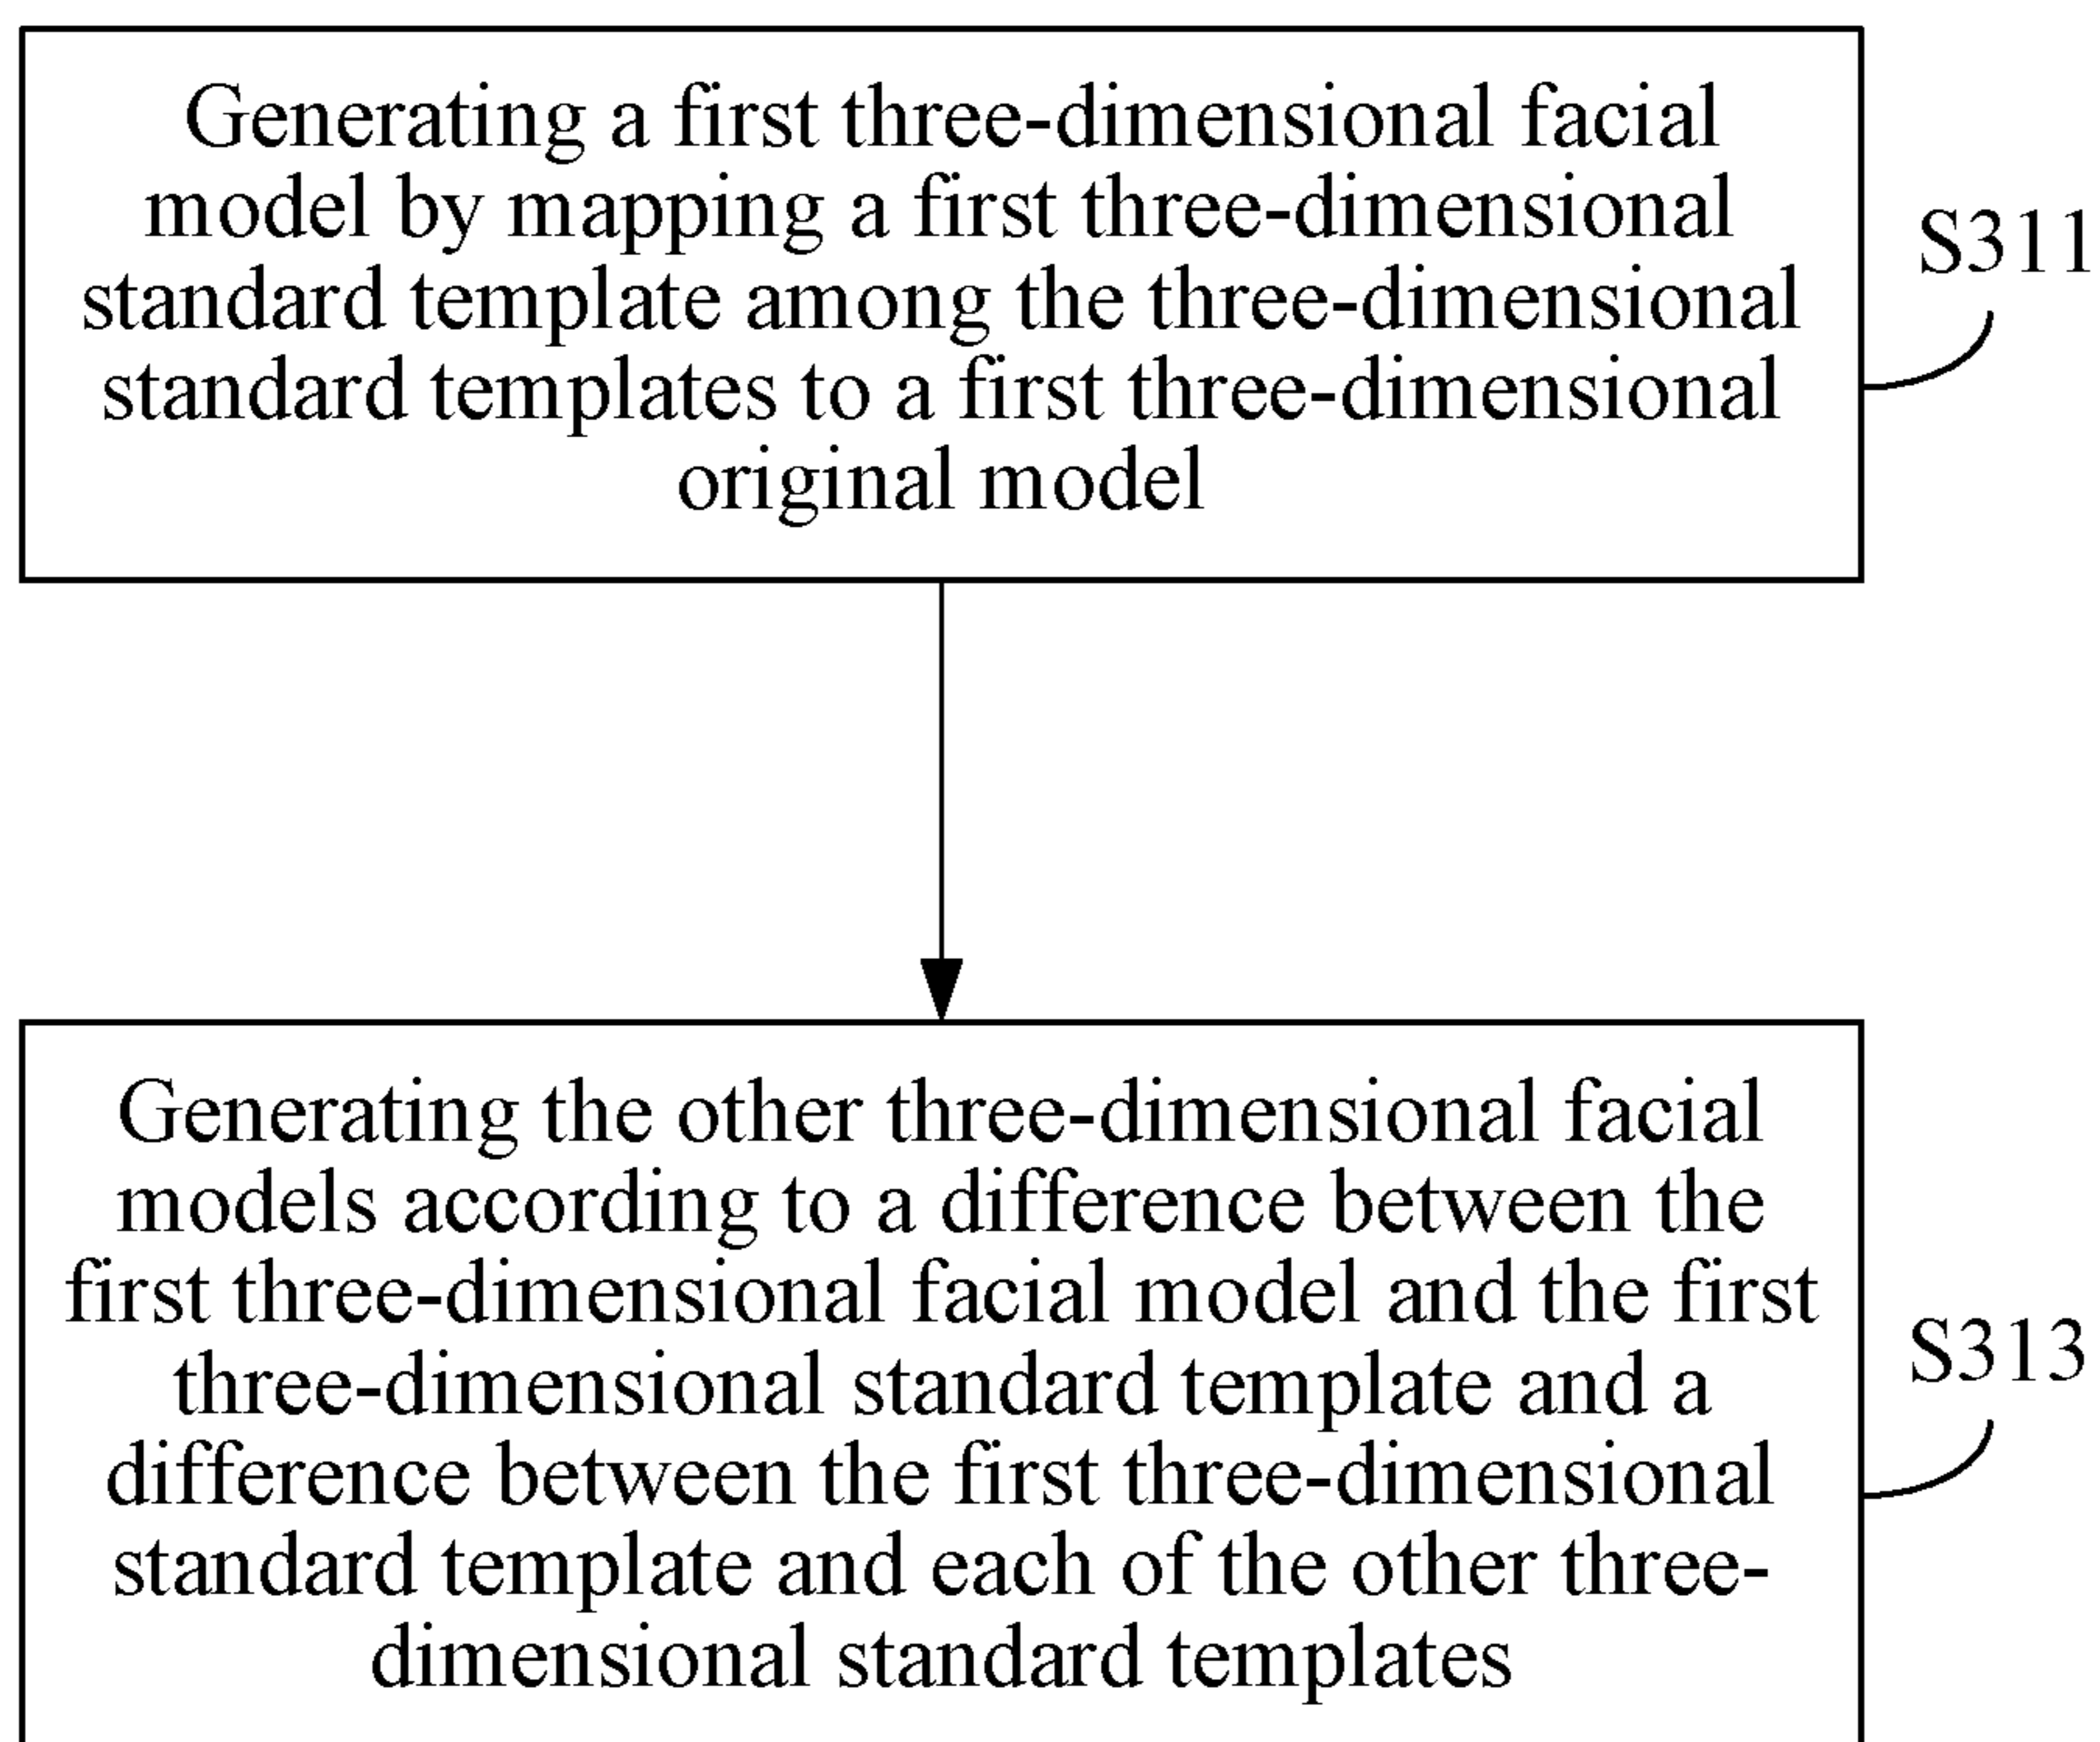 Generating a first three-dimensional facial
model by mapping a first three-dimensional
standard template among the three-dimensional
standard templates to a first three-dimensional
original model
S311
Generating the other three-dimensional facial
models according to a difference between the
first three-dimensional facial model and the first
three-dimensional standard template and a
difference between the first three-dimensional
standard template and each of the other three-
dimensional standard templates
S313